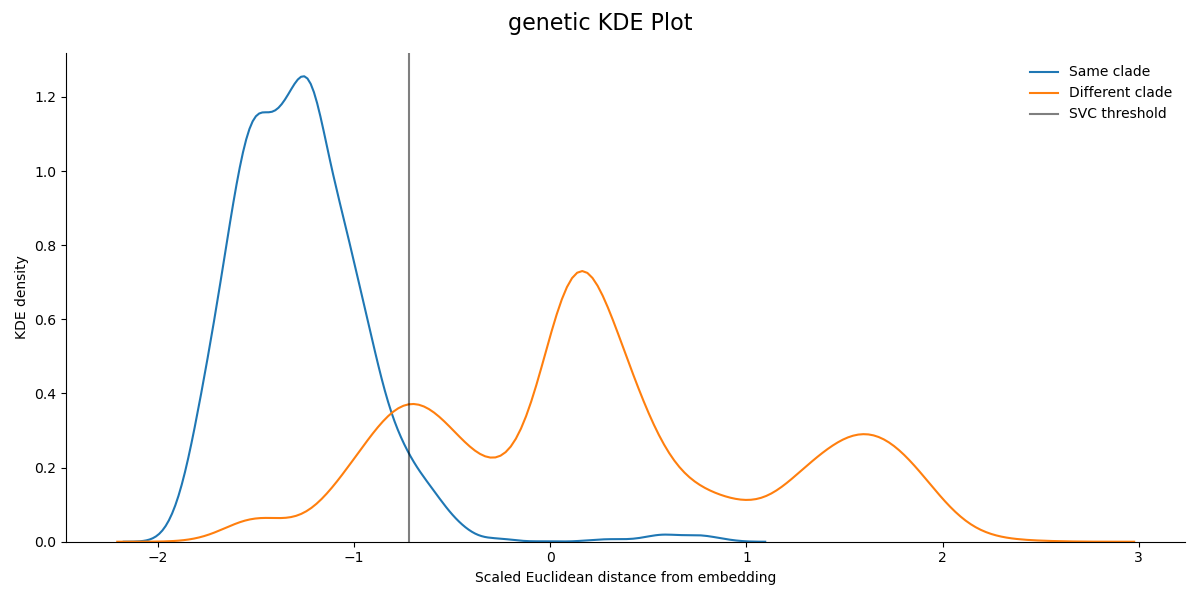 genetic KDE Plot
Same clade
Different clade
SVC threshold
KDE density
1.2
1.0
0.8
0.6
0.4
0.2
0.0
−2
−1
0
1
2
3
Scaled Euclidean distance from embedding